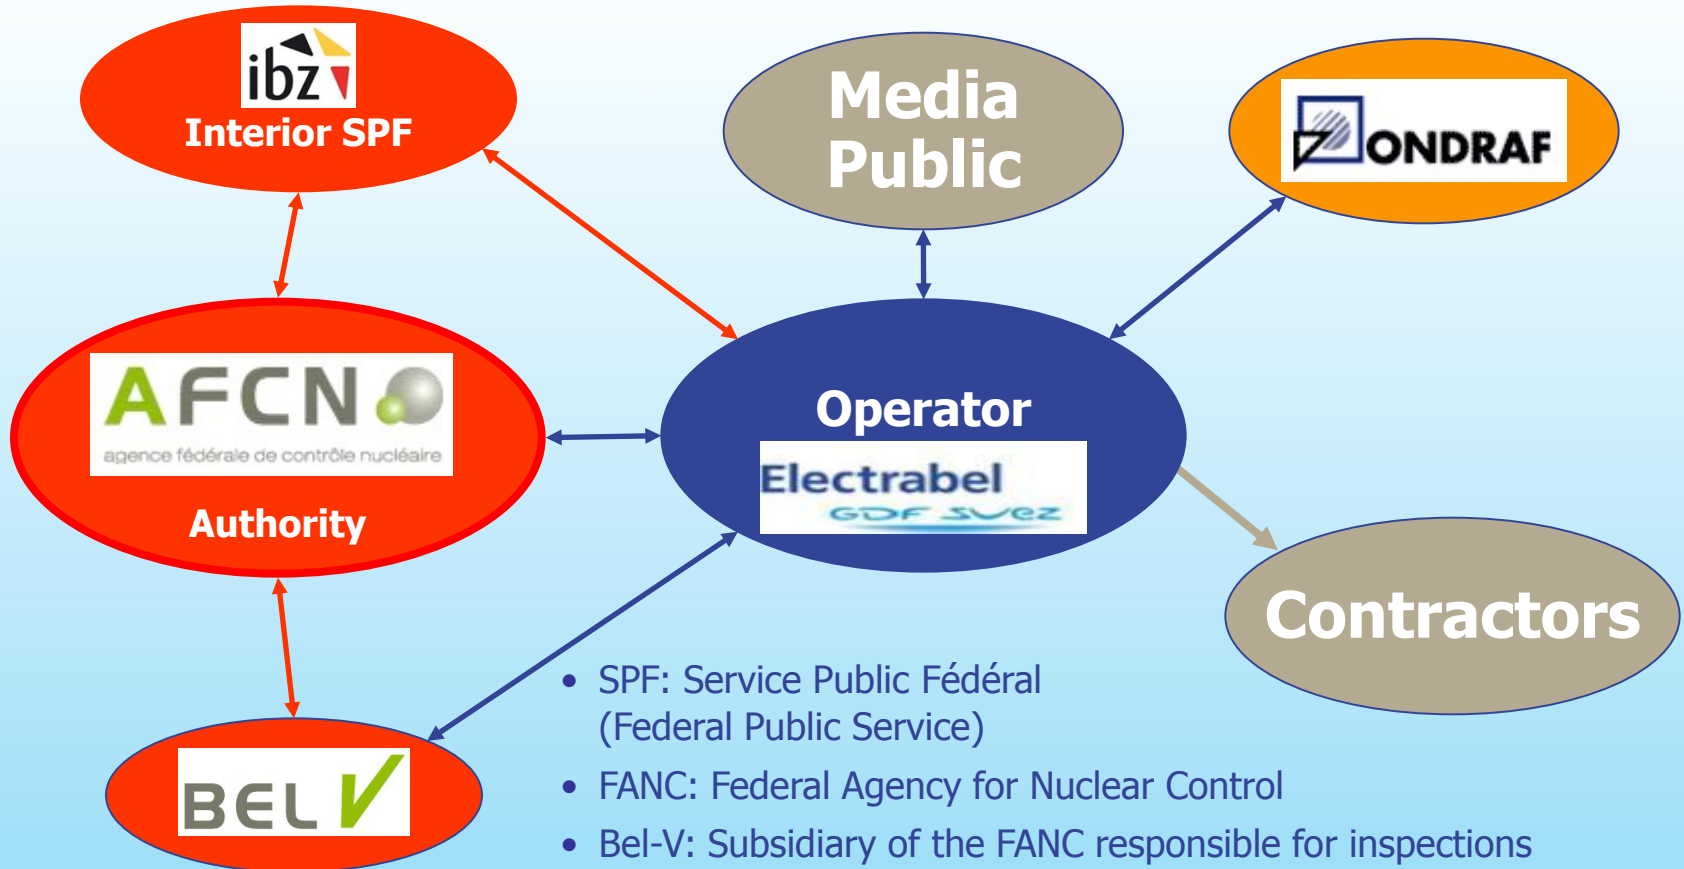 ibz
Interior SPF
Media
Public
ONDRAF
AFCN
agence fédérale de contrôle nucléaire
Authority
Operator
Electrabel
GDF SUEZ
Contractors
BEL V
• SPF: Service Public Fédéral
(Federal Public Service)
• FANC: Federal Agency for Nuclear Control
• Bel-V: Subsidiary of the FANC responsible for inspections